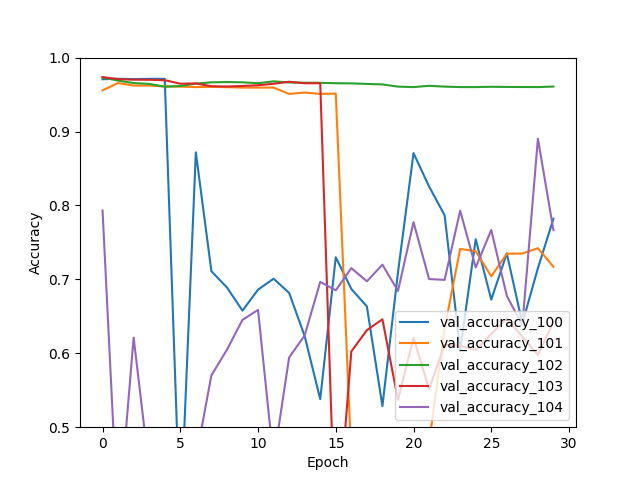 1.0
0.9
0.8
0.7
0.6
0.5
Accuracy
val_accuracy_100
val_accuracy_101
val_accuracy_102
val_accuracy_103
val_accuracy_104
0 5 10 15 20 25 30
Epoch